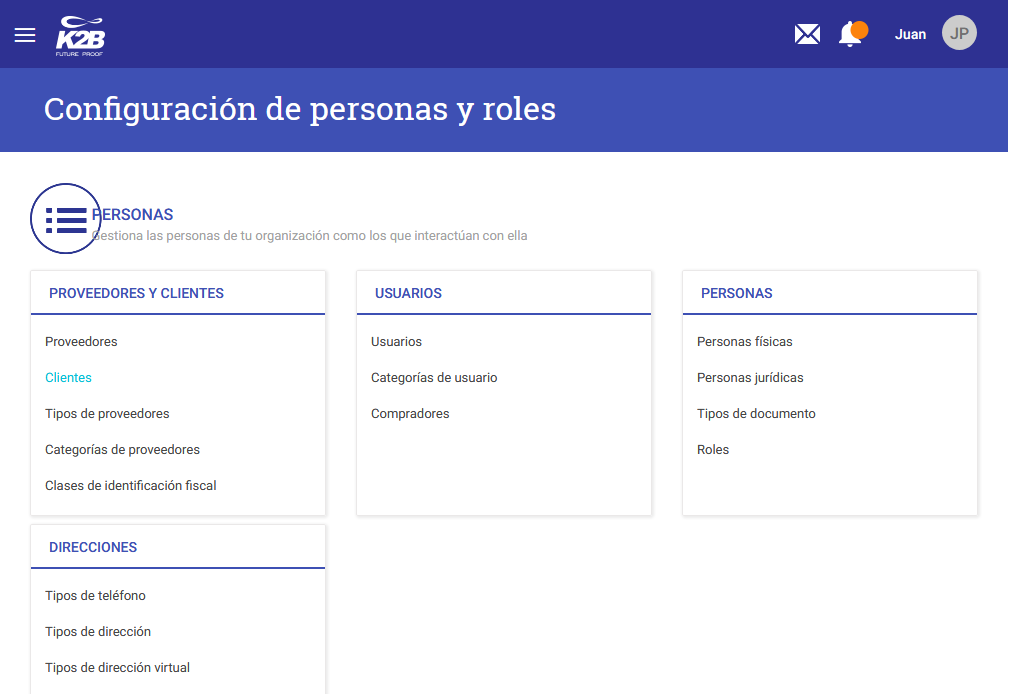 K2B
FUTURE PROOF
Juan
JP
Configuración de personas y roles
PERSONAS
Gestiona las personas de tu organización como los que interactúan con ella
PROVEEDORES Y CLIENTES
Proveedores
Clientes
Tipos de proveedores
Categorías de proveedores
Clases de identificación fiscal
USUARIOS
Usuarios
Categorías de usuario
Compradores
PERSONAS
Personas físicas
Personas jurídicas
Tipos de documento
Roles
DIRECCIONES
Tipos de teléfono
Tipos de dirección
Tipos de dirección virtual